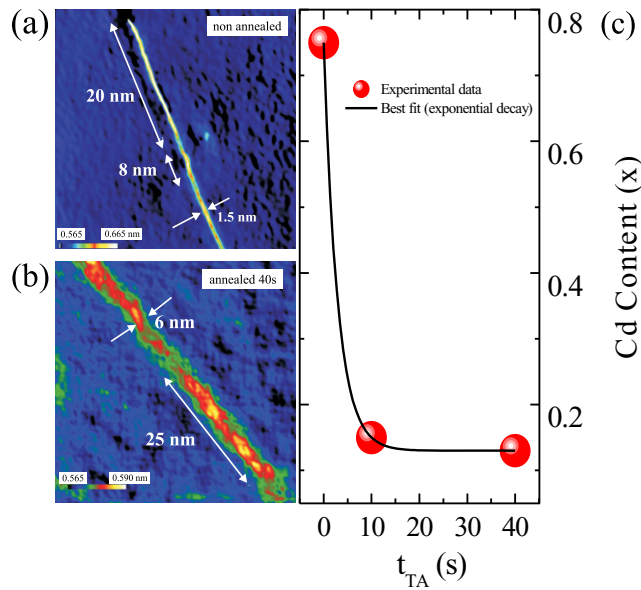 (a)
non annealed
20 nm
8 nm
1.5 nm
0.565
0.665 nm
(b)
annealed 40s
6 nm
25 nm
0.565
0.590 nm
(c)
0.8
0.6
0.4
0.2
Experimental data
Best fit (exponential decay)
Cd Content (x)
0 10 20 30 40
t_TA (s)